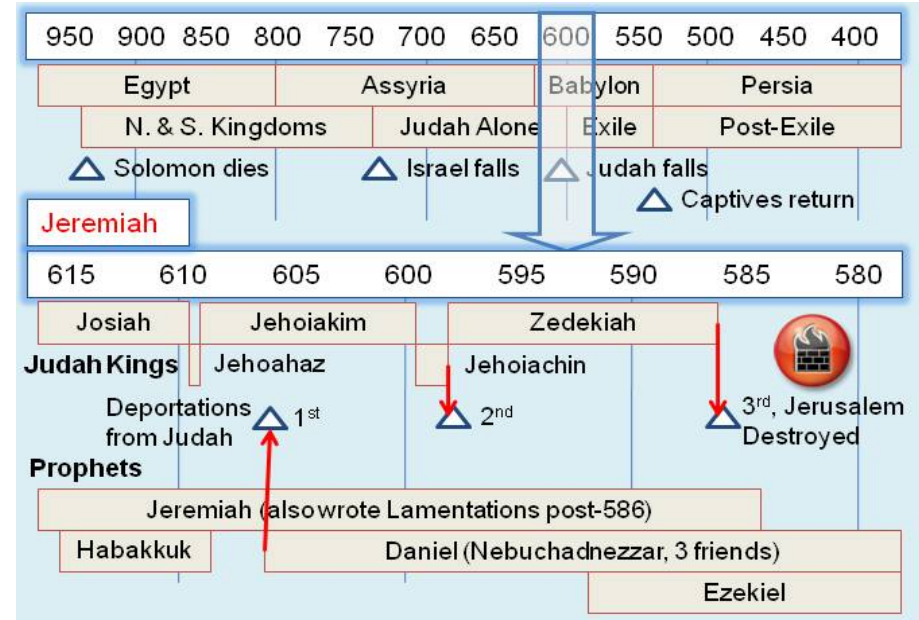 950 900 850 800 750 700 650 600 550 500 450 400
Egypt Assyria Babylon Persia
N. & S. Kingdoms Judah Alone Exile Post-Exile
Solomon dies Israel falls Judah falls
Captives return
Jeremiah
615 610 605 600 595 590 585 580
Josiah Jehoiakim Zedekiah
Judah Kings Jehoahaz Jehoiachin
Deportations
from Judah
1st 2nd
3rd, Jerusalem
Destroyed
Prophets
Jeremiah (also wrote Lamentations post-586)
Habakkuk Daniel (Nebuchadnezzar, 3 friends)
Ezekiel